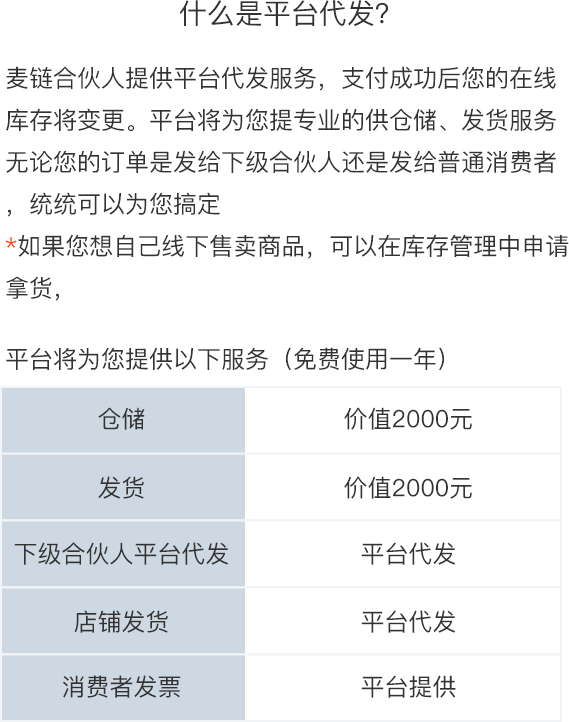 什么是平台代发?
麦链合伙人提供平台代发服务，支付成功后您的在线
库存将变更。平台将为您提专业的供仓储、发货服务
无论您的订单是发给下级合伙人还是发给普通消费者
，统统可以为您搞定
*如果您想自己线下售卖商品，可以在库存管理中申请
拿货，
平台将为您提供以下服务（免费使用一年）
仓储 价值2000元
发货 价值2000元
下级合伙人平台代发 平台代发
店铺发货 平台代发
消费者发票 平台提供